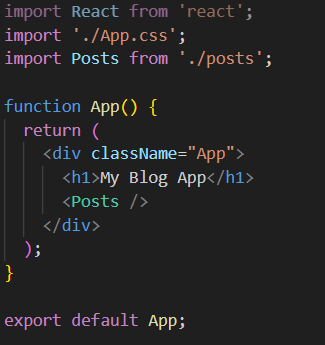 import React from 'react';
import './App.css';
import Posts from './posts';

function App() {
  return (
    <div className="App">
      <h1>My Blog App</h1>
      <Posts />
    </div>
  );
}

export default App;